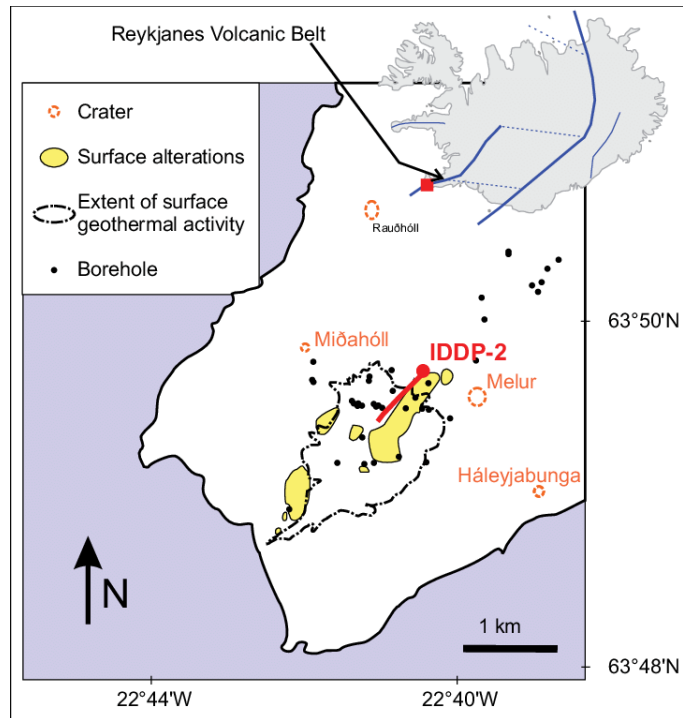 Reykjanes Volcanic Belt
Crater
Surface alterations
Extent of surface
geothermal activity
Borehole
Rauðhóll
63°50'N
Miðahóll
IDDP-2
Melur
Háleyjabunga
N
1 km
63°48'N
22°44'W
22°40'W